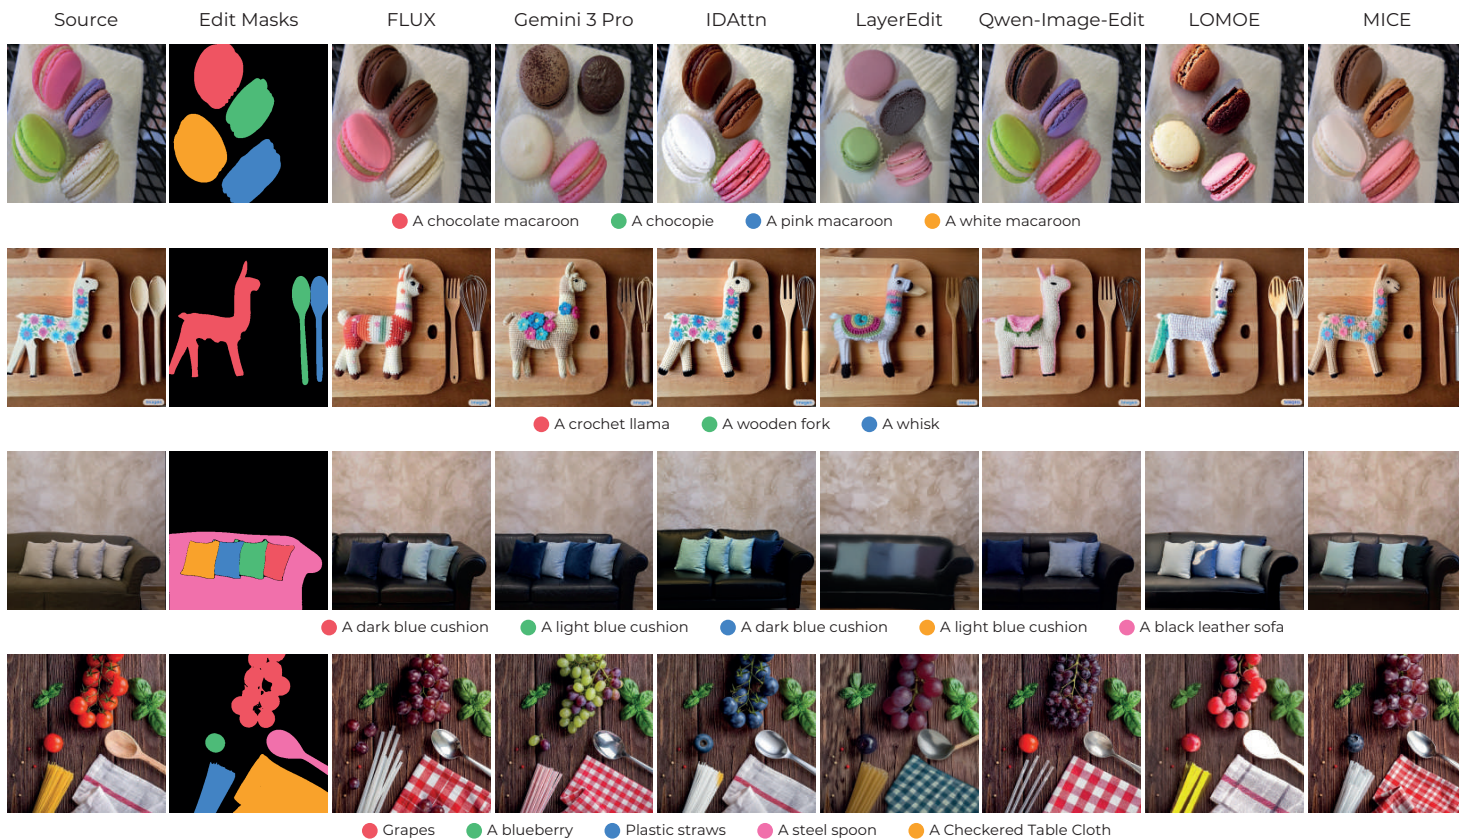 Source Edit Masks FLUX Gemini 3 Pro IDAttn LayerEdit Qwen-Image-Edit LOMOE MICE
A chocolate macaroon A chocopie A pink macaroon A white macaroon
A crochet llama A wooden fork A whisk
A dark blue cushion A light blue cushion A dark blue cushion A light blue cushion A black leather sofa
Grapes A blueberry Plastic straws A steel spoon A Checkered Table Cloth